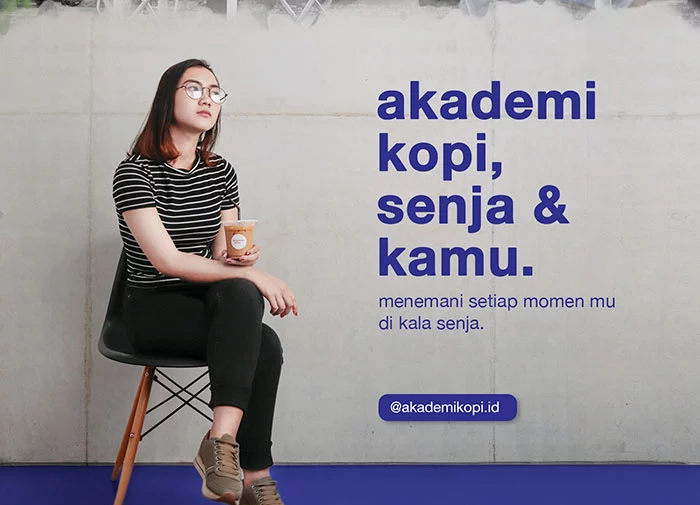 akademi
kopi,
senja &
kamu.
menemani setiap momen mu
di kala senja.
@akademikopi.id